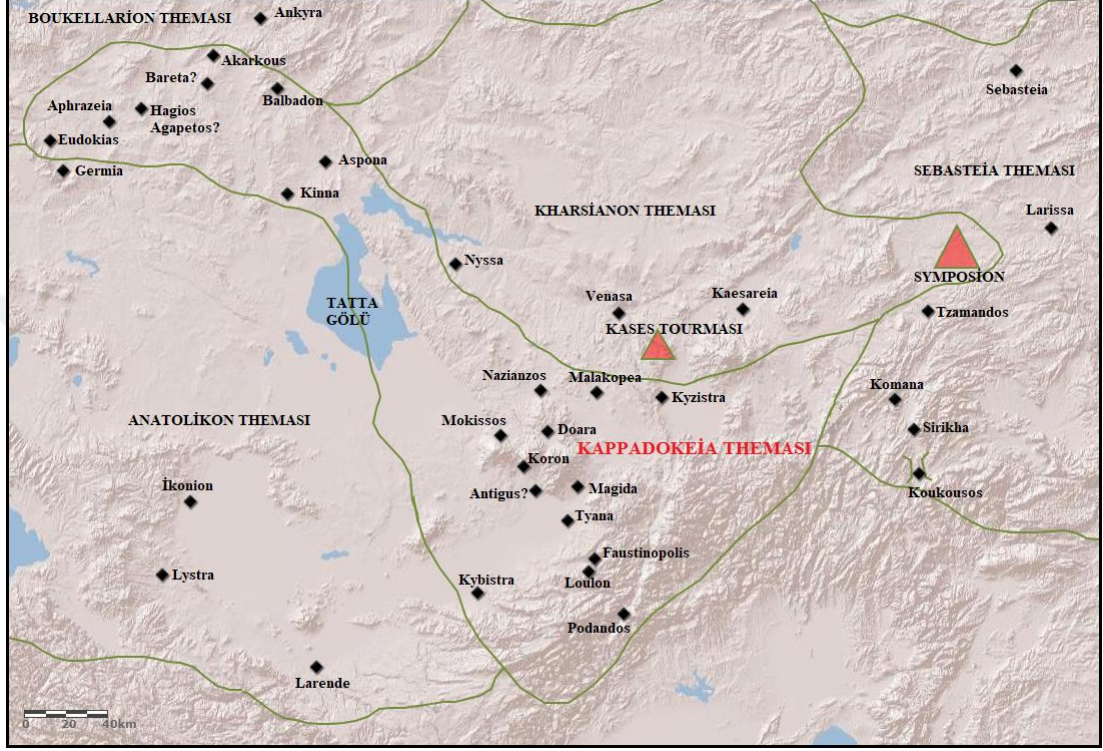 BOUKELLARİON THEMASI
Ankyra
Akarkous
Bareta?
Balbadon
Aphrazeia
Hagios
Agapetos?
Eudokias
Germia
Aspona
Kinna
Sebasteia
SEBASTEİA THEMASI
Larissa
KHARSİANON THEMASI
Nyssa
SYMPOSİON
Tzamandos
TATTA
GÖLÜ
Venasa
Kaesareia
KASES TOURMASI
Nazianzos
Malakopea
Kyzistra
Komana
ANATOLİKON THEMASI
Mokissos
Doara
Sirikha
KAPPADOKEİA THEMASI
Koron
Koukousos
İkonion
Antigus?
Magida
Tyana
Faustinopolis
Lystra
Kybistra
Loulon
Podandos
Larende
0 20 40km